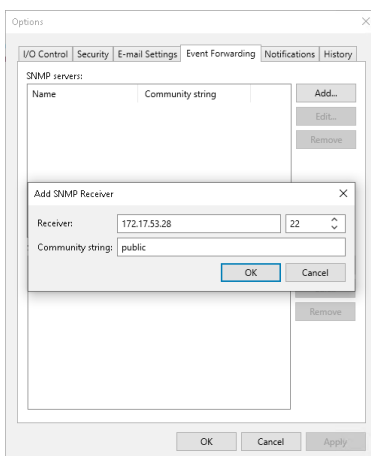 Options
I/O Control Security E-mail Settings Event Forwarding Notifications History
SNMP servers:
Name Community string Add...
Edit...
Remove
Add SNMP Receiver
Receiver: 172.17.53.28 22
Community string: public
OK Cancel
Remove
OK Cancel Apply